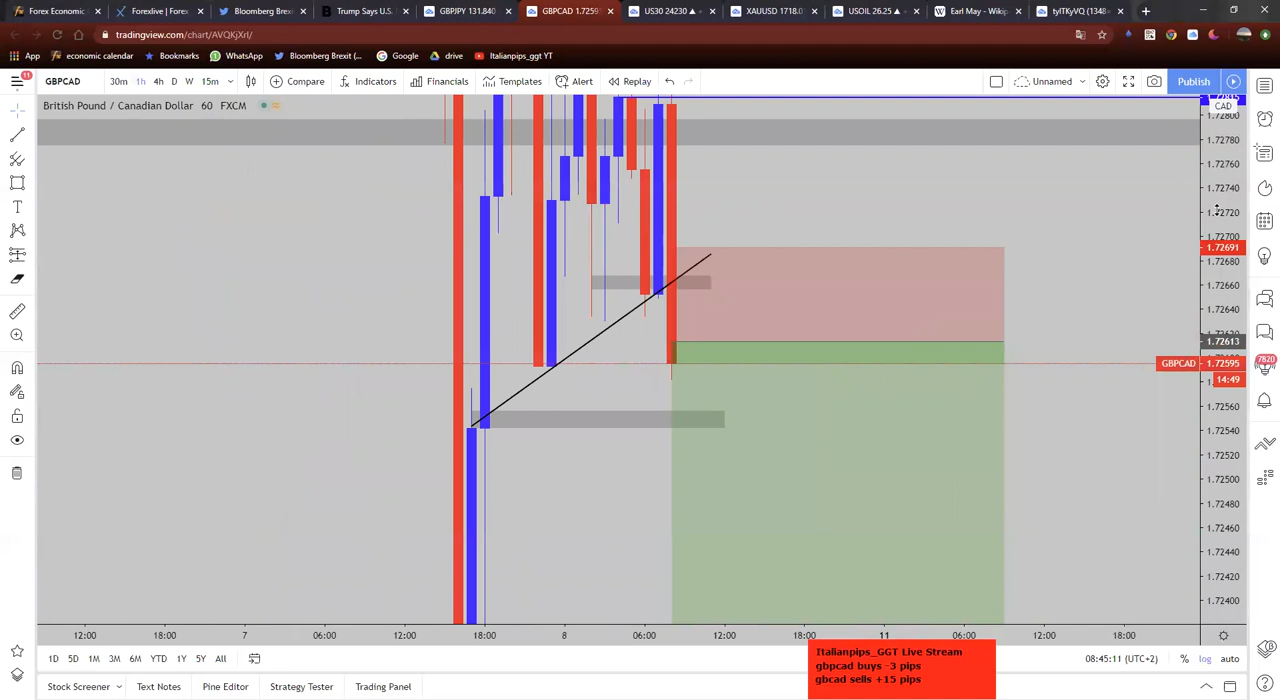 Forex Economic
Forexlive | Forex
Bloomberg Brexi
Trump Says U.S.
GBPJPY 131.840
GBPCAD 1.7259
US30 24230
XAUUSD 1718.0
USOIL 26.25
Earl May - Wikip
tyITKyVQ (1348×
tradingview.com/chart/AVQKjXrI/
App
economic calendar
Bookmarks
WhatsApp
Bloomberg Brexit (...
Google
drive
Italianpips_ggt YT
11
GBPCAD
30m 1h 4h D W 15m
Compare
Indicators
Financials
Templates
Alert
Replay
Unnamed
Publish
British Pound / Canadian Dollar 60 FXCM
CAD
1.72800
1.72780
1.72760
1.72740
1.72720
1.72700
1.72691
1.72680
1.72660
1.72640
1.72613
GBPCAD 1.72595
14:49
1.72560
1.72540
1.72520
1.72500
1.72480
1.72460
1.72440
1.72420
1.72400
7820
12:00 18:00 7 06:00 12:00 18:00 8 06:00 12:00 18:00 11 06:00 12:00 18:00
1D 5D 1M 3M 6M YTD 1Y 5Y All
08:45:11 (UTC+2)
% log auto
Italianpips_GGT Live Stream
gbpcad buys -3 pips
gbcad sells +15 pips
Stock Screener
Text Notes
Pine Editor
Strategy Tester
Trading Panel